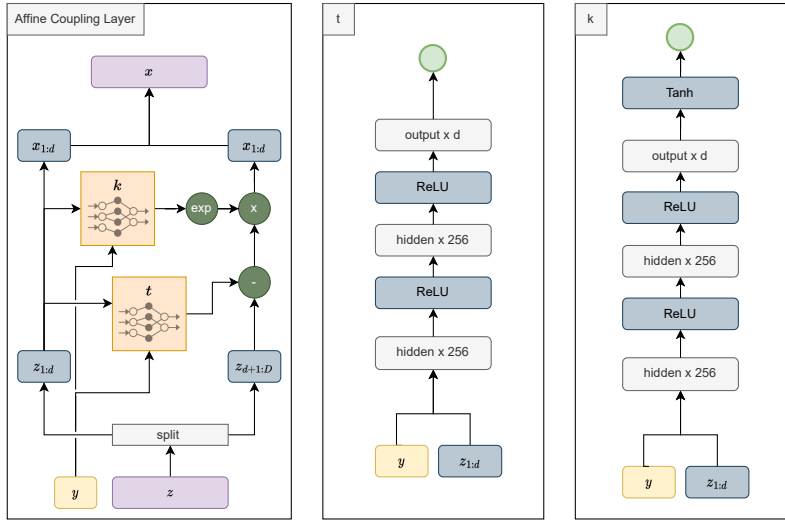 Affine Coupling Layer
x
x1:d
x1:d
k
exp
x
t
-
z1:d
zd+1:D
split
y
z
t
output x d
ReLU
hidden x 256
ReLU
hidden x 256
y
z1:d
k
Tanh
output x d
ReLU
hidden x 256
ReLU
hidden x 256
y
z1:d